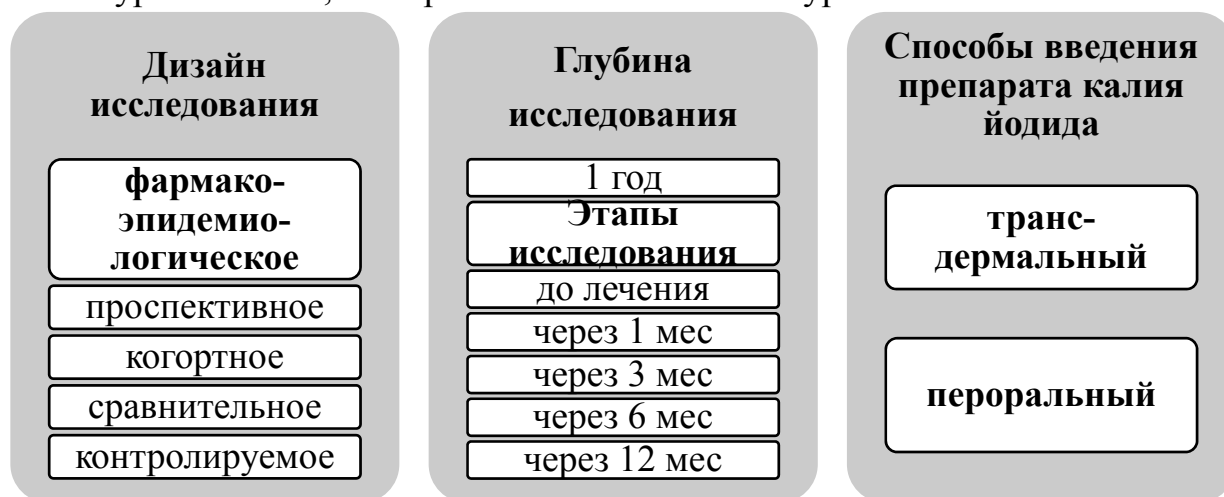 Дизайн
исследования
фармако-
эпидемио-
логическое
проспективное
когортное
сравнительное
контролируемое
Глубина
исследования
1 год
Этапы
исследования
до лечения
через 1 мес
через 3 мес
через 6 мес
через 12 мес
Способы введения
препарата калия
йодида
транс-
дермальный
пероральный